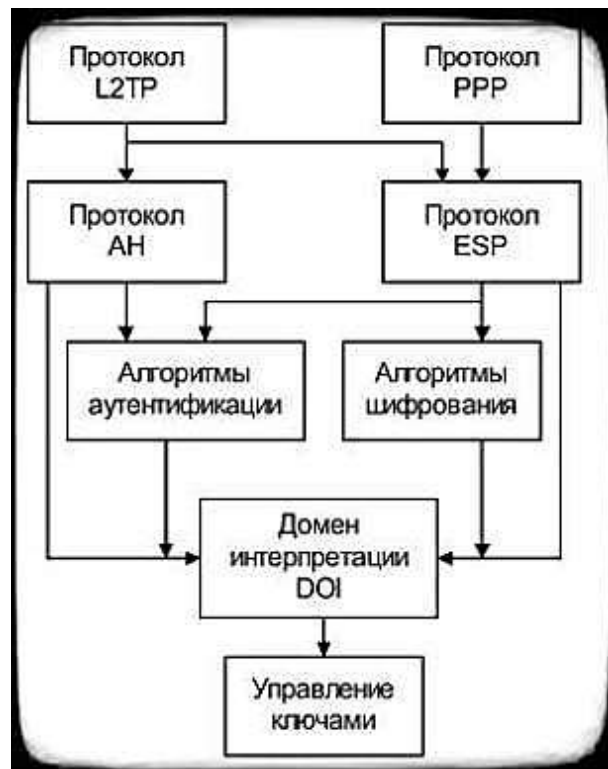 Протокол
L2TP
Протокол
PPP
Протокол
AH
Протокол
ESP
Алгоритмы
аутентификации
Алгоритмы
шифрования
Домен
интерпретации
DOI
Управление
ключами